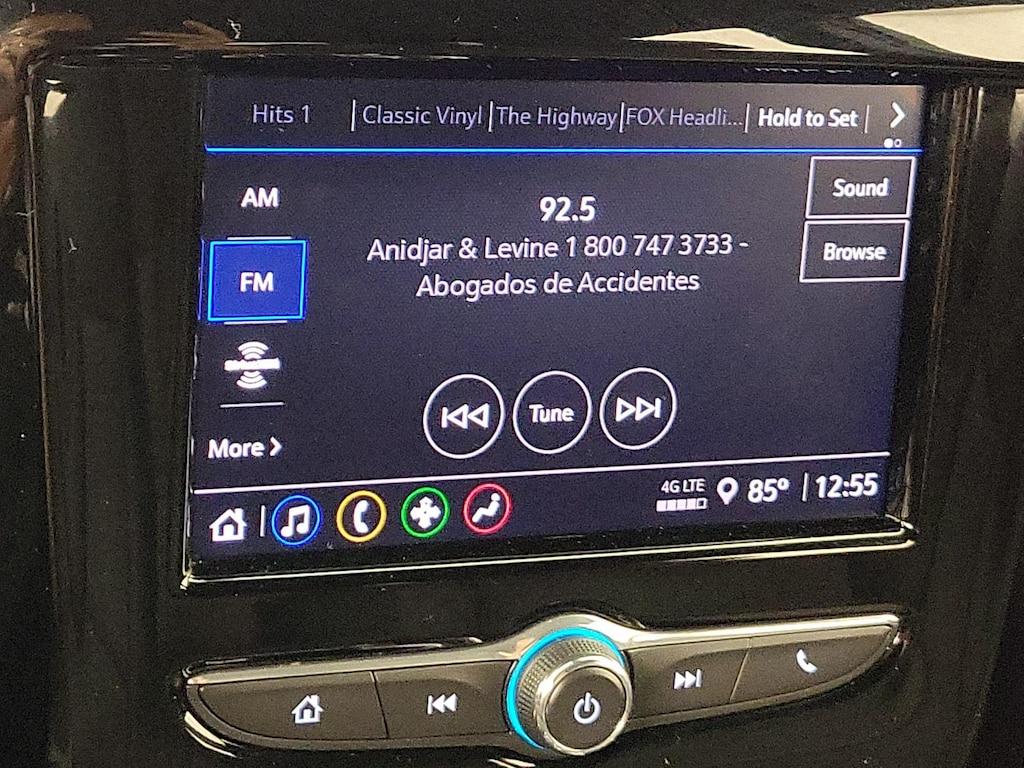 Hits 1 Classic Vinyl The Highway FOX Headli... Hold to Set
AM
92.5
Sound
Anidjar & Levine 1 800 747 3733 -
Browse
FM
Abogados de Accidentes
Tune
More
4G LTE
85° 12:55